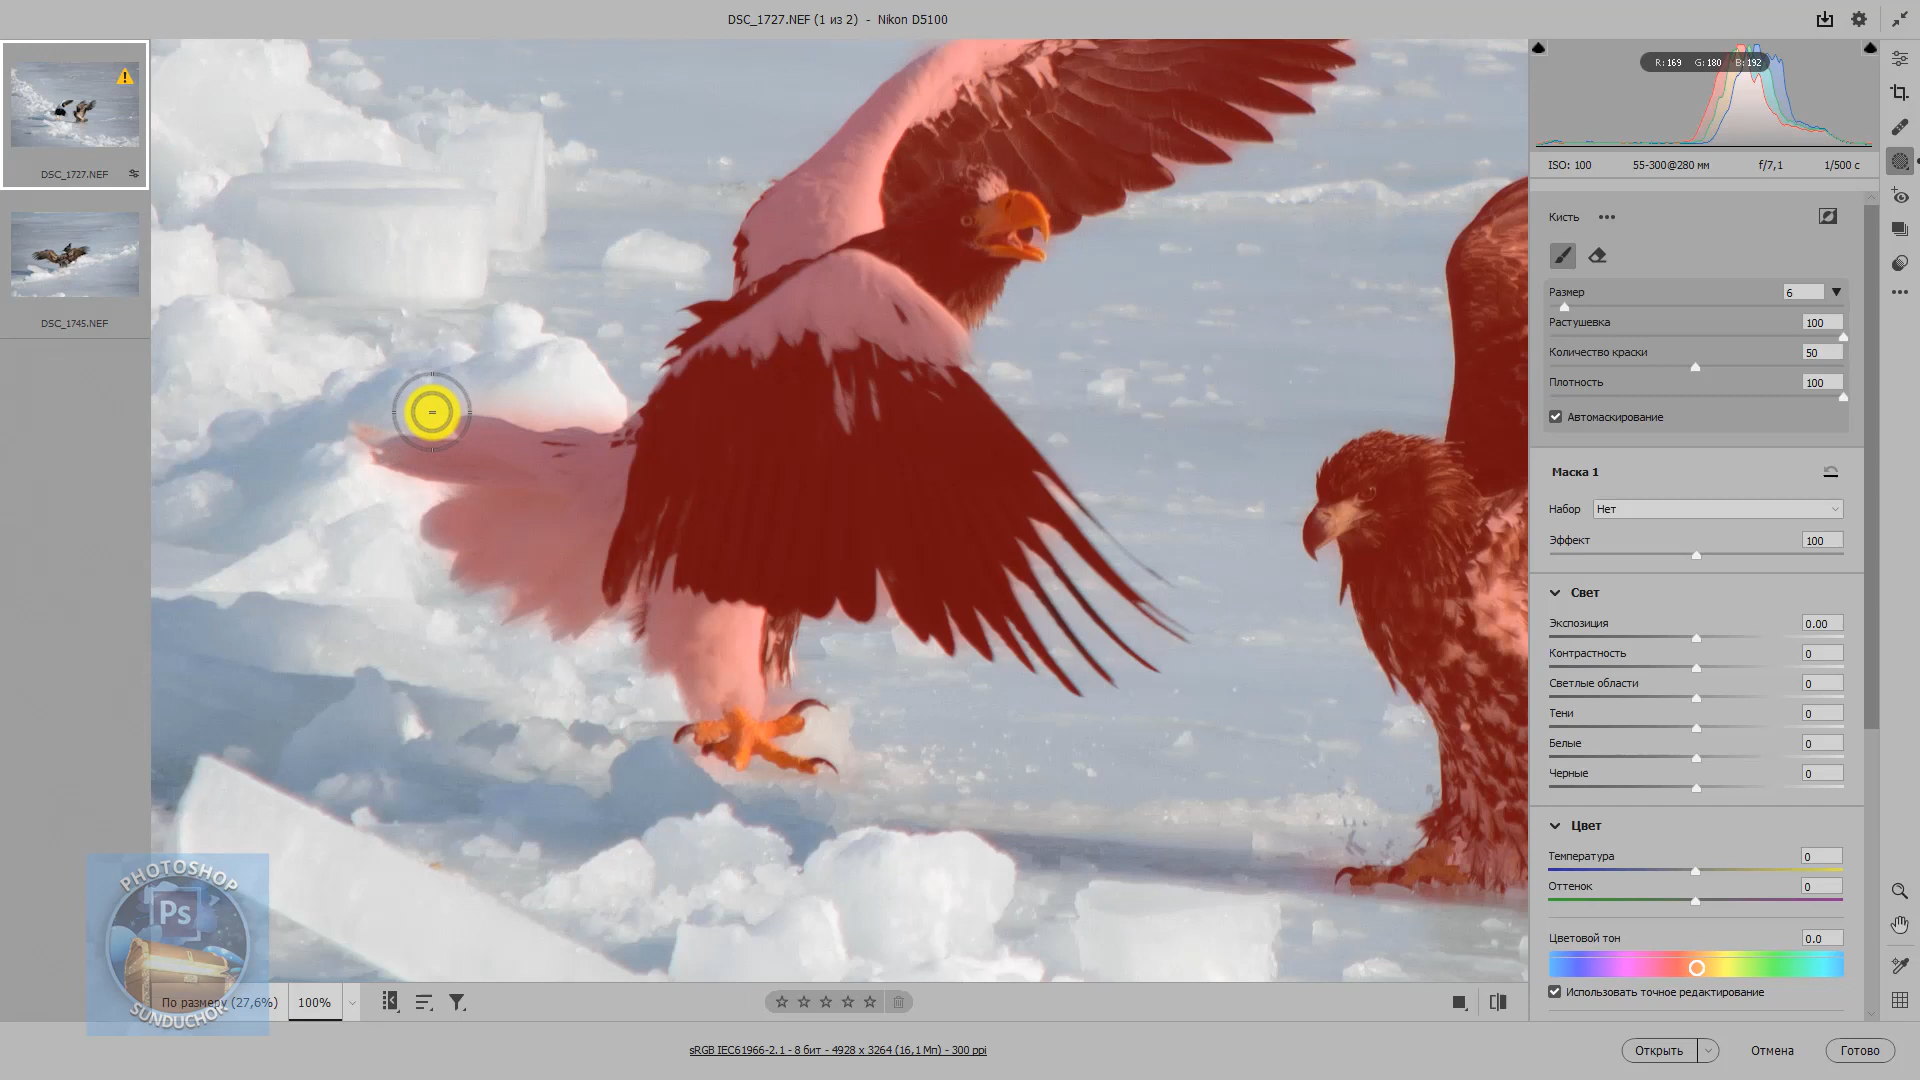 DSC_1727.NEF (1 из 2) - Nikon D5100
DSC_1727.NEF
DSC_1745.NEF
R: 169 G: 180 B: 192
ISO: 100 55-300@280 мм f/7,1 1/500 с
Кисть
Размер 6
Растушевка 100
Количество краски 50
Плотность 100
Автомаскирование
Маска 1
Набор Нет
Эффект 100
Свет
Экспозиция 0.00
Контрастность 0
Светлые области 0
Тени 0
Белые 0
Черные 0
Цвет
Температура 0
Оттенок 0
Цветовой тон 0.0
Использовать точное редактирование
PHOTOSHOP
Ps
SUNDUCHOK
По размеру (27,6%) 100%
sRGB IEC61966-2.1 - 8 бит - 4928 x 3264 (16,1 Мп) - 300 ppi
Открыть Отмена Готово